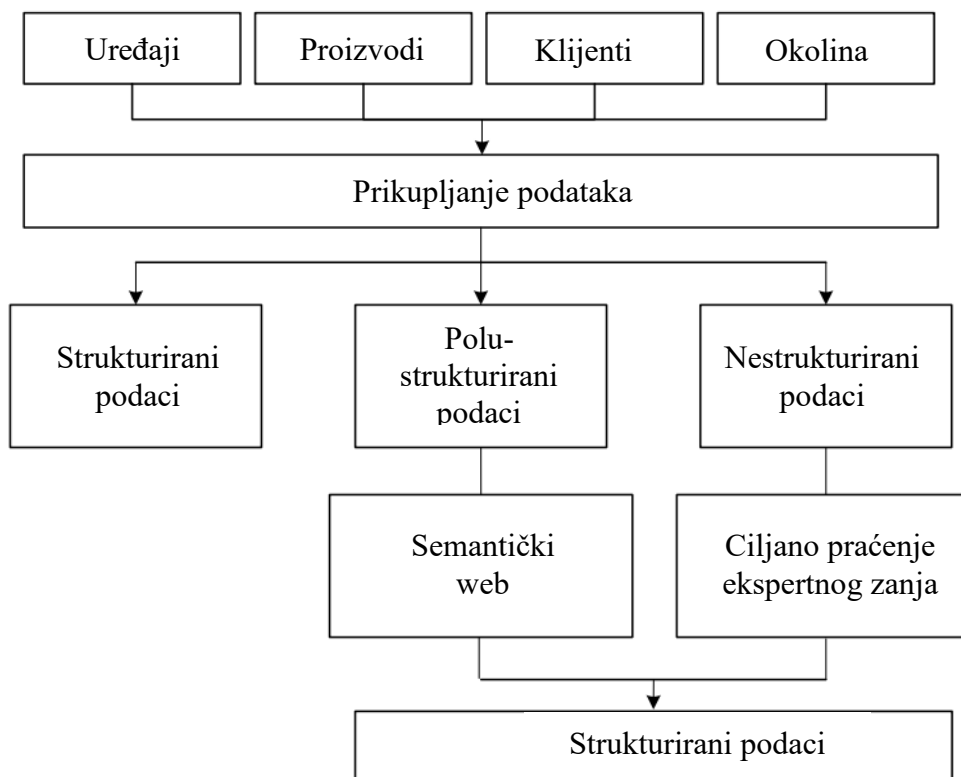 Uređaji
Proizvodi
Klijenti
Okolina
Prikupljanje podataka
Strukturirani
podaci
Polu-
strukturirani
podaci
Nestrukturirani
podaci
Semantički
web
Ciljano praćenje
ekspertnog zanja
Strukturirani podaci